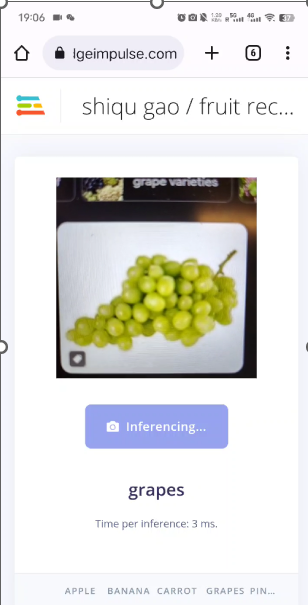 19:06
lgeimpulse.com
6
shiqu gao / fruit rec...
grape varieties
Inferencing...
grapes
Time per inference: 3 ms.
APPLE BANANA CARROT GRAPES PIN...